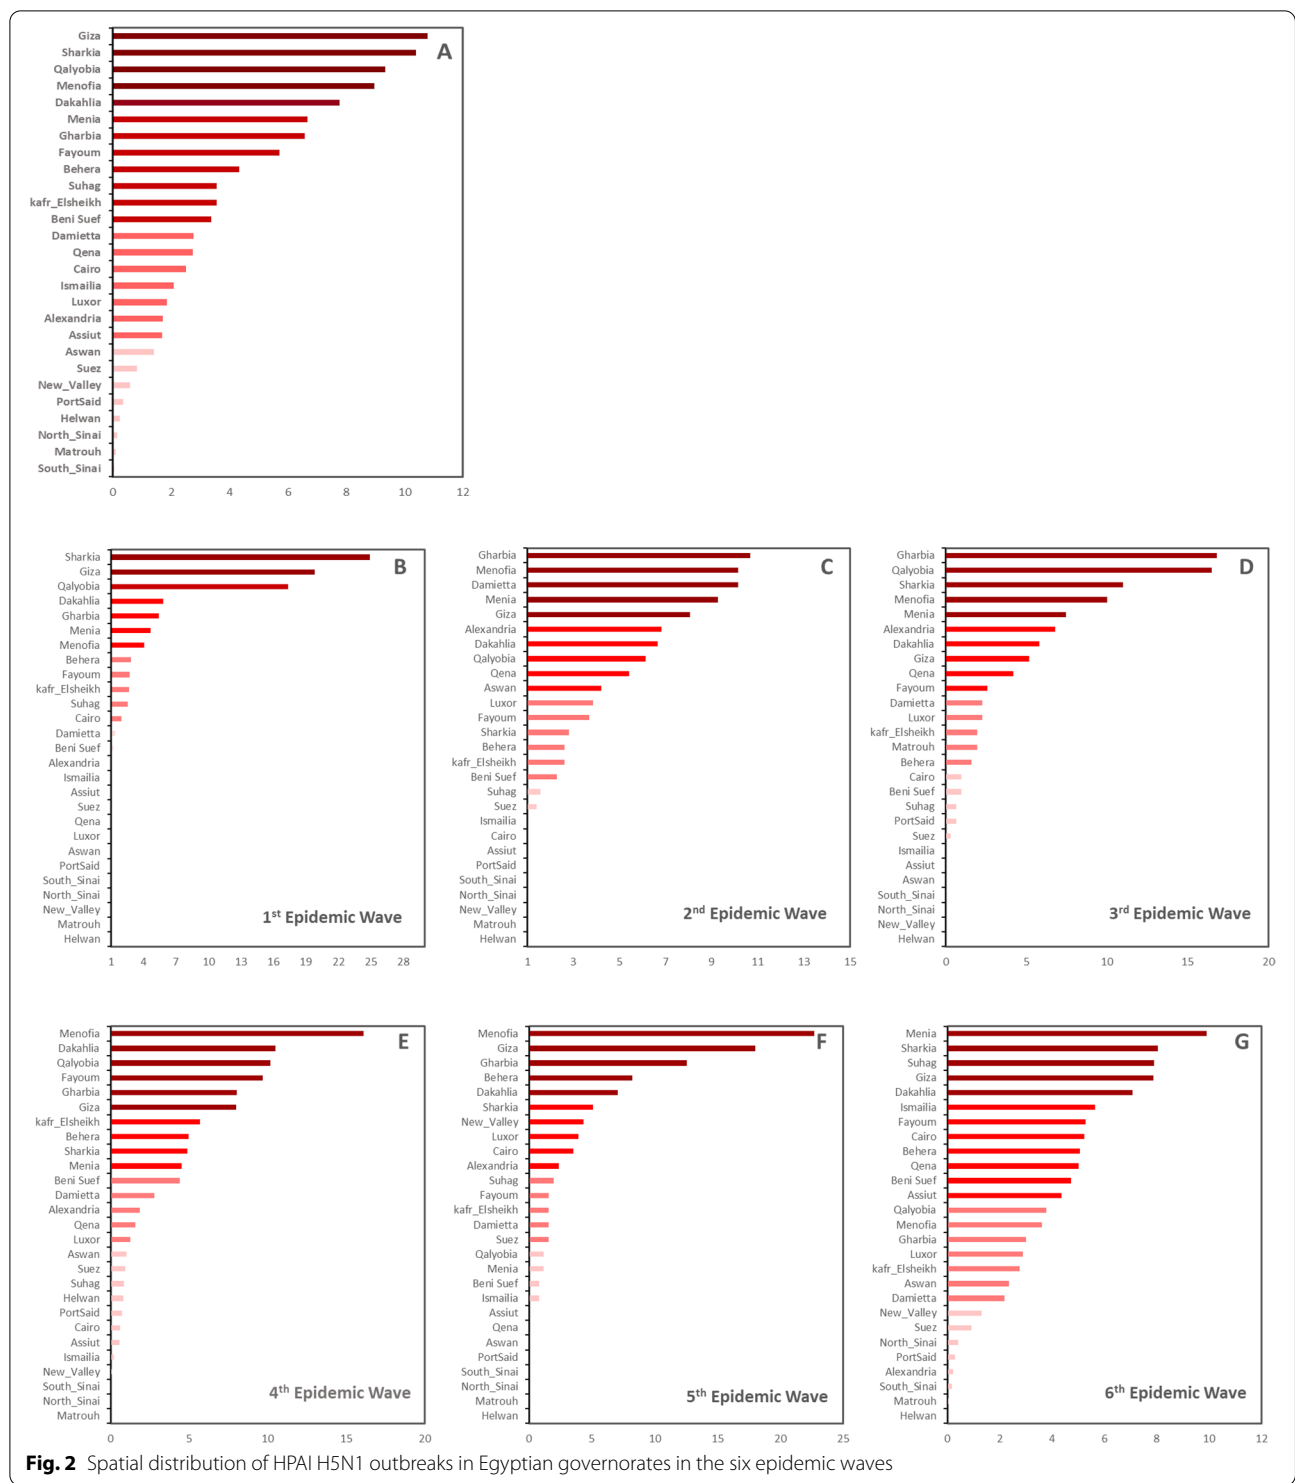 A
Giza
Sharkia
Qalyobia
Menofia
Dakahlia
Menia
Gharbia
Fayoum
Behera
Suhag
kafr_Elsheikh
Beni Suef
Damietta
Qena
Cairo
Ismailia
Luxor
Alexandria
Assiut
Aswan
Suez
New_Valley
PortSaid
Helwan
North_Sinai
Matrouh
South_Sinai
0 2 4 6 8 10 12
B
Sharkia
Giza
Qalyobia
Dakahlia
Gharbia
Menia
Menofia
Behera
Fayoum
kafr_Elsheikh
Suhag
Cairo
Damietta
Beni Suef
Alexandria
Ismailia
Assiut
Suez
Qena
Luxor
Aswan
PortSaid
South_Sinai
North_Sinai
New_Valley
Matrouh
Helwan
1st Epidemic Wave
1 4 7 10 13 16 19 22 25 28
C
Gharbia
Menofia
Damietta
Menia
Giza
Alexandria
Dakahlia
Qalyobia
Qena
Aswan
Luxor
Fayoum
Sharkia
Behera
kafr_Elsheikh
Beni Suef
Suhag
Suez
Ismailia
Cairo
Assiut
PortSaid
South_Sinai
North_Sinai
New_Valley
Matrouh
Helwan
2nd Epidemic Wave
1 3 5 7 9 11 13 15
D
Gharbia
Qalyobia
Sharkia
Menofia
Menia
Alexandria
Dakahlia
Giza
Qena
Fayoum
Damietta
Luxor
kafr_Elsheikh
Matrouh
Behera
Cairo
Beni Suef
Suhag
PortSaid
Suez
Ismailia
Assiut
Aswan
South_Sinai
North_Sinai
New_Valley
Helwan
3rd Epidemic Wave
0 5 10 15 20
E
Menofia
Dakahlia
Qalyobia
Fayoum
Gharbia
Giza
kafr_Elsheikh
Behera
Sharkia
Menia
Beni Suef
Damietta
Alexandria
Qena
Luxor
Aswan
Suez
Suhag
Helwan
PortSaid
Cairo
Assiut
Ismailia
New_Valley
South_Sinai
North_Sinai
Matrouh
4th Epidemic Wave
0 5 10 15 20
F
Menofia
Giza
Gharbia
Behera
Dakahlia
Sharkia
New_Valley
Luxor
Cairo
Alexandria
Suhag
Fayoum
kafr_Elsheikh
Damietta
Suez
Qalyobia
Menia
Beni Suef
Ismailia
Assiut
Qena
Aswan
PortSaid
South_Sinai
North_Sinai
Matrouh
Helwan
5th Epidemic Wave
0 5 10 15 20 25
G
Menia
Sharkia
Suhag
Giza
Dakahlia
Ismailia
Fayoum
Cairo
Behera
Qena
Beni Suef
Assiut
Qalyobia
Menofia
Gharbia
Luxor
kafr_Elsheikh
Aswan
Damietta
New_Valley
Suez
North_Sinai
PortSaid
Alexandria
South_Sinai
Matrouh
Helwan
6th Epidemic Wave
0 2 4 6 8 10 12
Fig. 2 Spatial distribution of HPAI H5N1 outbreaks in Egyptian governorates in the six epidemic waves